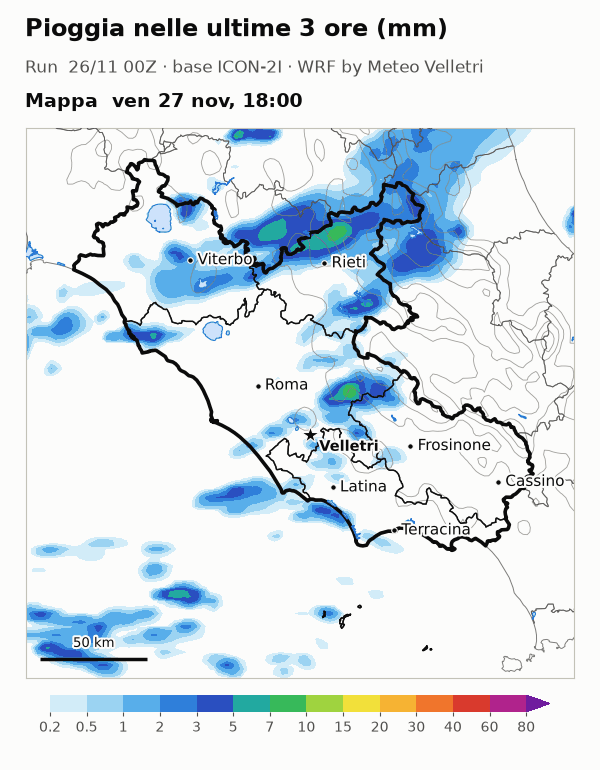 Pioggia nelle ultime 3 ore (mm)
Run  26/11 00Z · base ICON-2I · WRF by Meteo Velletri
Mappa  ven 27 nov, 18:00
Viterbo
Rieti
Roma
Velletri
Frosinone
Latina
Cassino
Terracina
50 km
0.2 0.5 1 2 3 5 7 10 15 20 30 40 60 80